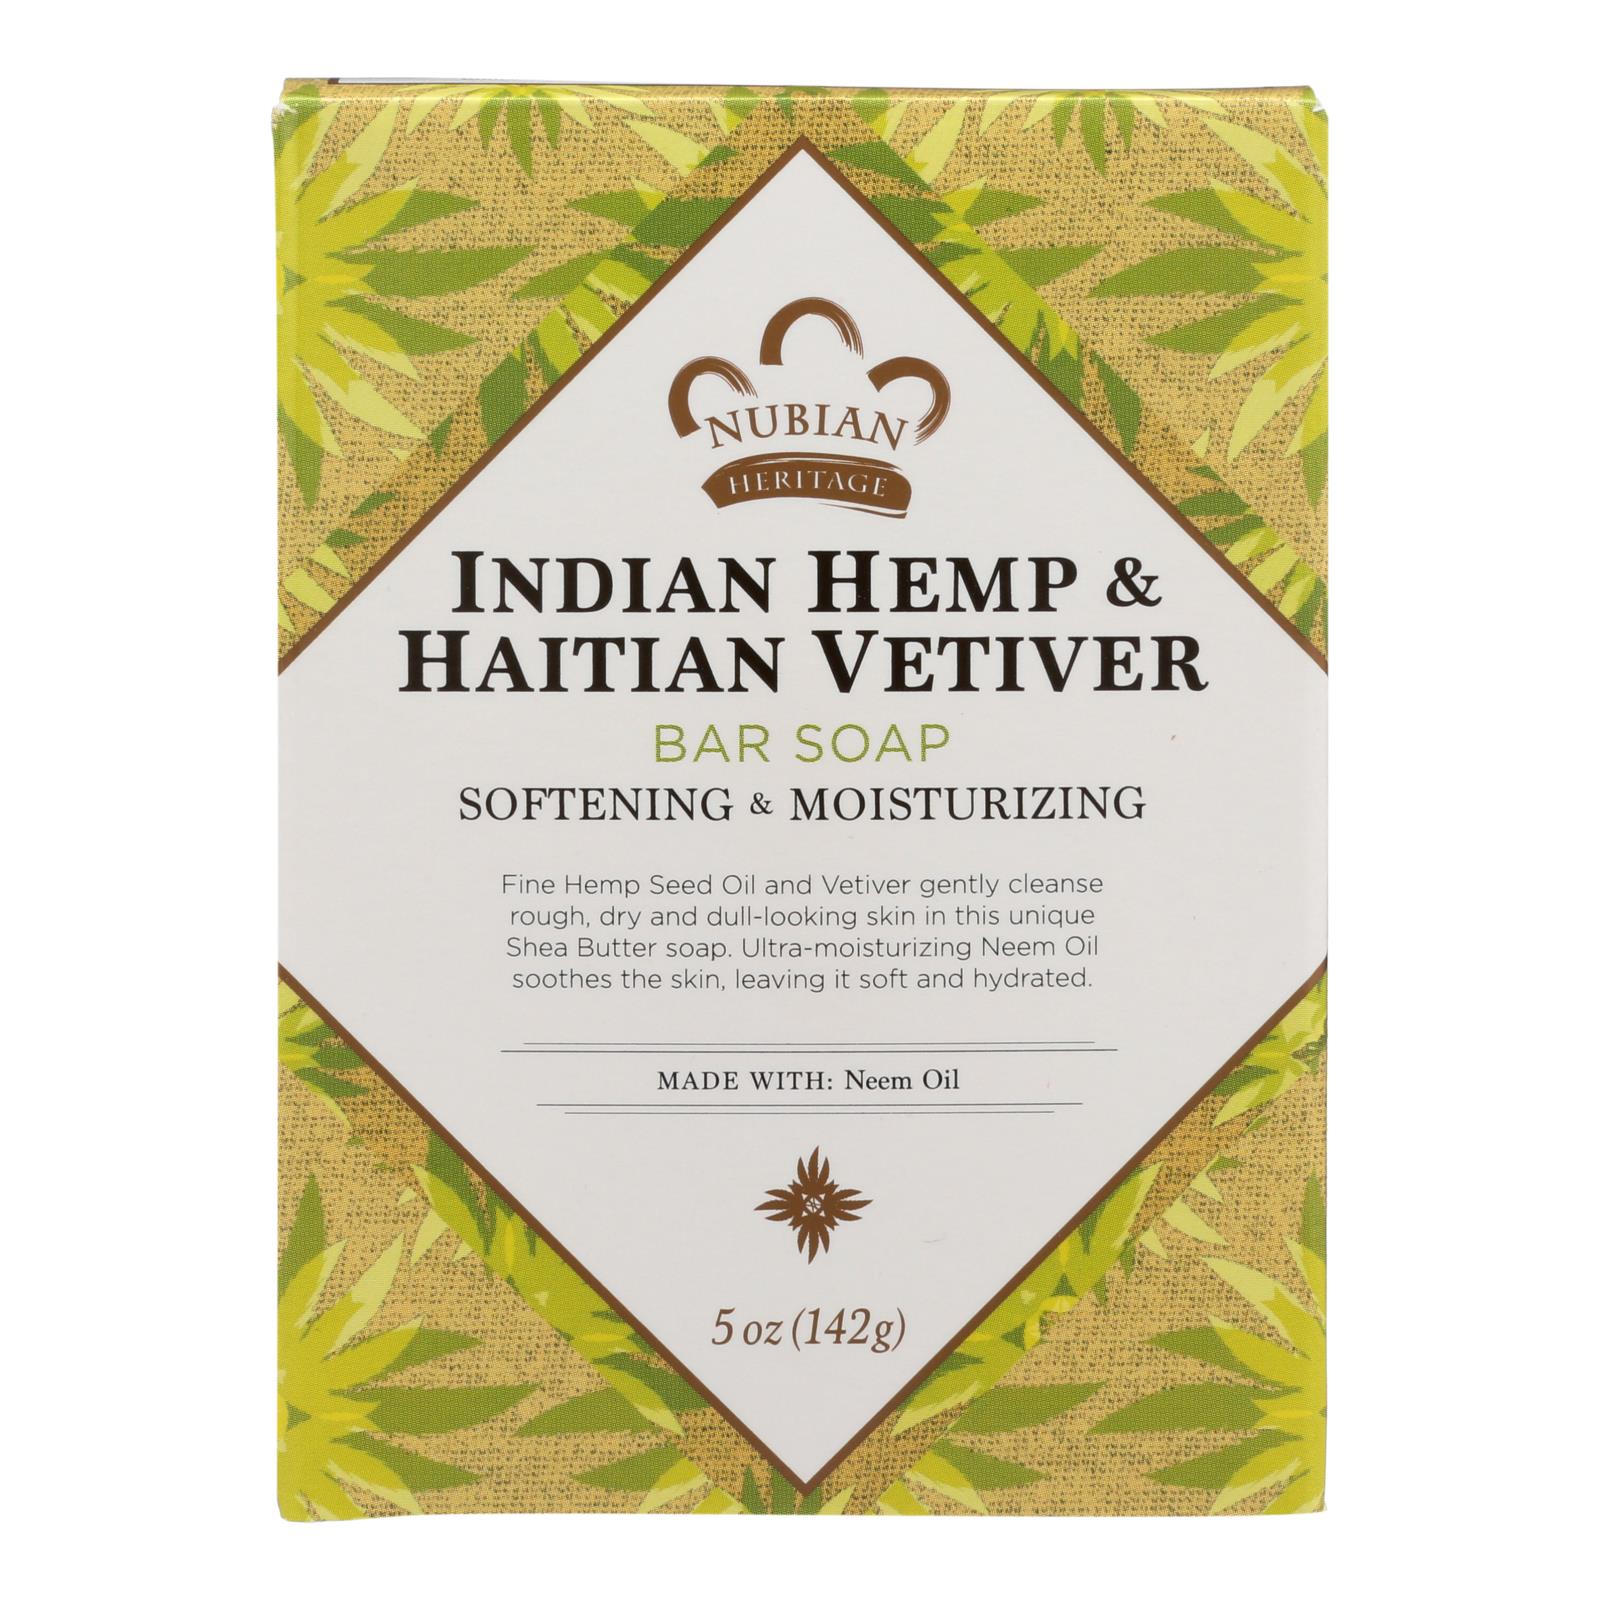 NUBIAN
HERITAGE
INDIAN HEMP &
HAITIAN VETIVER
BAR SOAP
SOFTENING & MOISTURIZING
Fine Hemp Seed Oil and Vetiver gently cleanse
rough, dry and dull-looking skin in this unique
Shea Butter soap. Ultra-moisturizing Neem Oil
soothes the skin, leaving it soft and hydrated.
MADE WITH: Neem Oil
5 oz (142g)